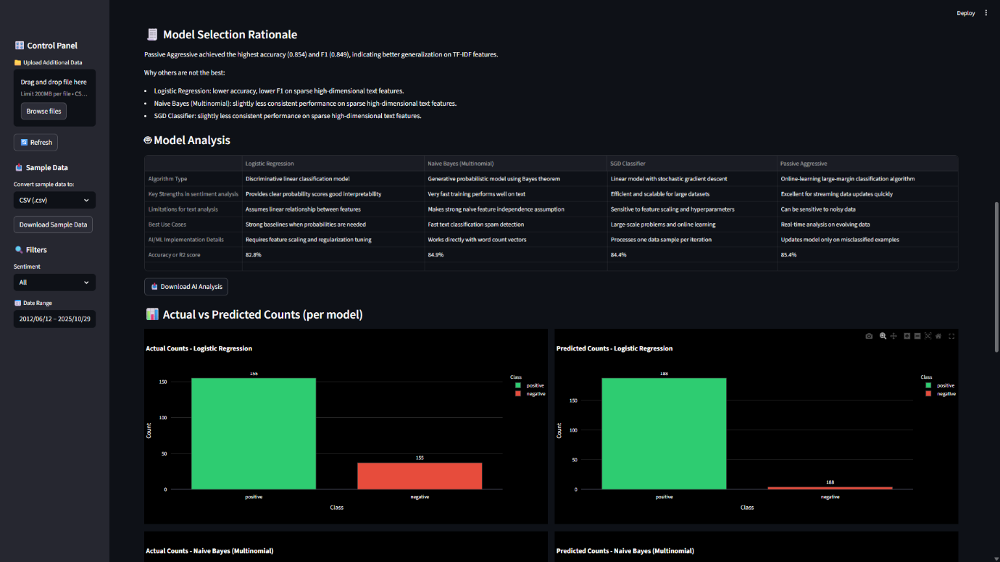 Deploy
Control Panel
Upload Additional Data
Drag and drop file here
Limit 200MB per file • CS...
Browse files
Refresh
Sample Data
Convert sample data to:
CSV (.csv)
Download Sample Data
Filters
Sentiment
All
Date Range
2012/06/12 – 2025/10/29
Model Selection Rationale
Passive Aggressive achieved the highest accuracy (0.854) and F1 (0.849), indicating better generalization on TF-IDF features.
Why others are not the best:
• Logistic Regression: lower accuracy, lower F1 on sparse high-dimensional text features.
• Naive Bayes (Multinomial): slightly less consistent performance on sparse high-dimensional text features.
• SGD Classifier: slightly less consistent performance on sparse high-dimensional text features.
Model Analysis
Logistic Regression Naive Bayes (Multinomial) SGD Classifier Passive Aggressive
Algorithm Type Discriminative linear classification model Generative probabilistic model using Bayes theorem Linear model with stochastic gradient descent Online-learning large-margin classification algorithm
Key Strengths in sentiment analysis Provides clear probability scores good interpretability Very fast training performs well on text Efficient and scalable for large datasets Excellent for streaming data updates quickly
Limitations for text analysis Assumes linear relationship between features Makes strong naive feature independence assumption Sensitive to feature scaling and hyperparameters Can be sensitive to noisy data
Best Use Cases Strong baselines when probabilities are needed Fast text classification spam detection Large-scale problems and online learning Real-time analysis on evolving data
AI/ML Implementation Details Requires feature scaling and regularization tuning Works directly with word count vectors Processes one data sample per iteration Updates model only on misclassified examples
Accuracy or R2 score 82.8% 84.9% 84.4% 85.4%
Download AI Analysis
Actual vs Predicted Counts (per model)
Actual Counts - Logistic Regression
155
150
100
50
0
Count
155
positive
negative
Class
Class
positive
negative
Predicted Counts - Logistic Regression
188
150
100
50
0
Count
188
positive
negative
Class
Class
positive
negative
Actual Counts - Naive Bayes (Multinomial)
Predicted Counts - Naive Bayes (Multinomial)